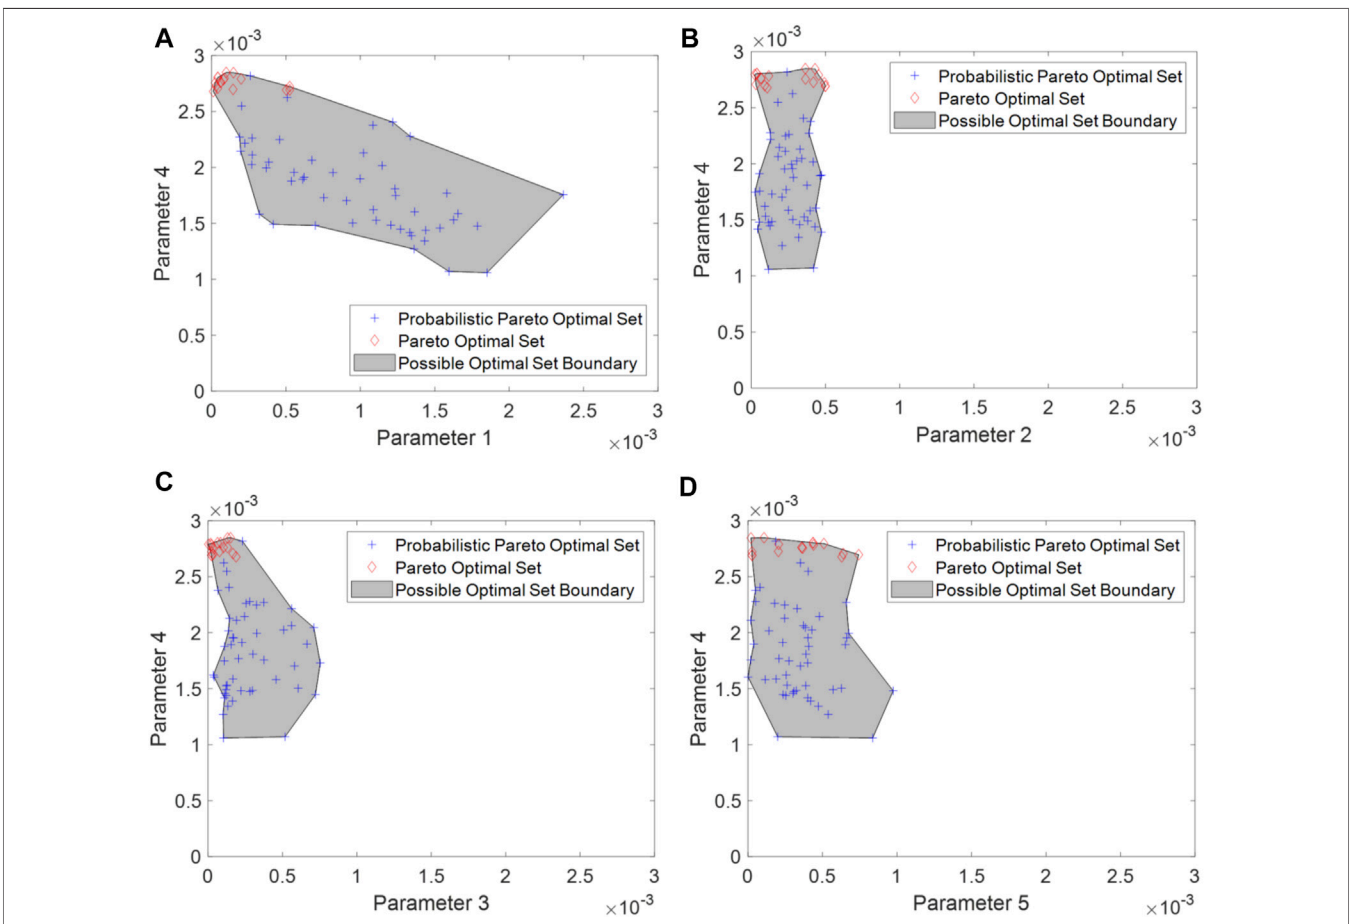 A
×10-3
3
2.5
2
1.5
1
0.5
0
Parameter 4
Probabilistic Pareto Optimal Set
Pareto Optimal Set
Possible Optimal Set Boundary
0 0.5 1 1.5 2 2.5 3
Parameter 1
×10-3
B
×10-3
3
2.5
2
1.5
1
0.5
0
Parameter 4
Probabilistic Pareto Optimal Set
Pareto Optimal Set
Possible Optimal Set Boundary
0 0.5 1 1.5 2 2.5 3
Parameter 2
×10-3
C
×10-3
3
2.5
2
1.5
1
0.5
0
Parameter 4
Probabilistic Pareto Optimal Set
Pareto Optimal Set
Possible Optimal Set Boundary
0 0.5 1 1.5 2 2.5 3
Parameter 3
×10-3
D
×10-3
3
2.5
2
1.5
1
0.5
0
Parameter 4
Probabilistic Pareto Optimal Set
Pareto Optimal Set
Possible Optimal Set Boundary
0 0.5 1 1.5 2 2.5 3
Parameter 5
×10-3